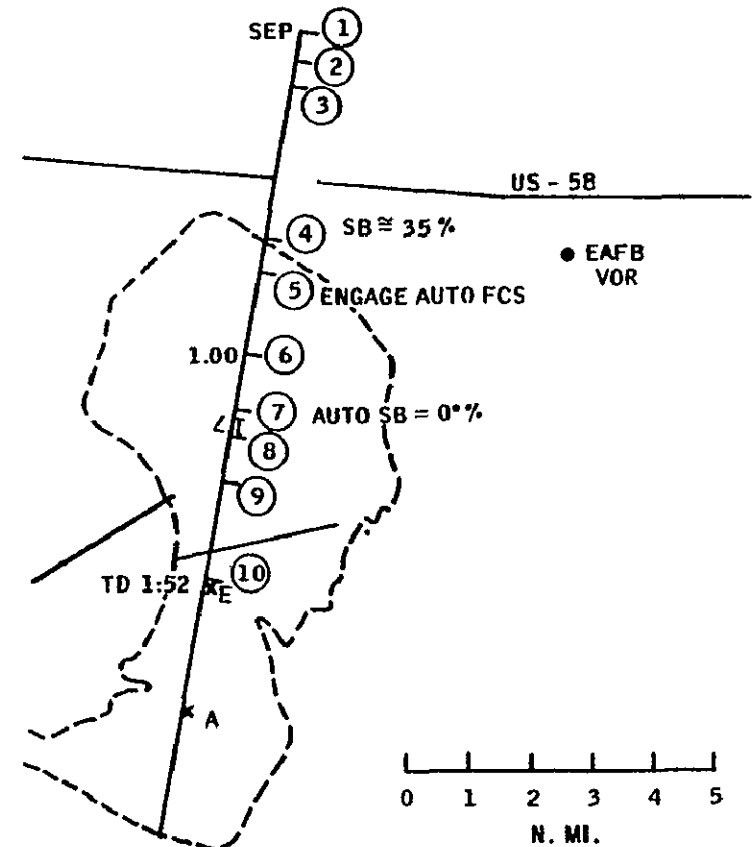 SEP 1
2
3
US - 58
4 SB ≅ 35%
EAFB
VOR
5 ENGAGE AUTO FCS
1.00 6
7 AUTO SB = 0*%
8
9
TD 1:52 10
E
A
0 1 2 3 4 5
N. MI.